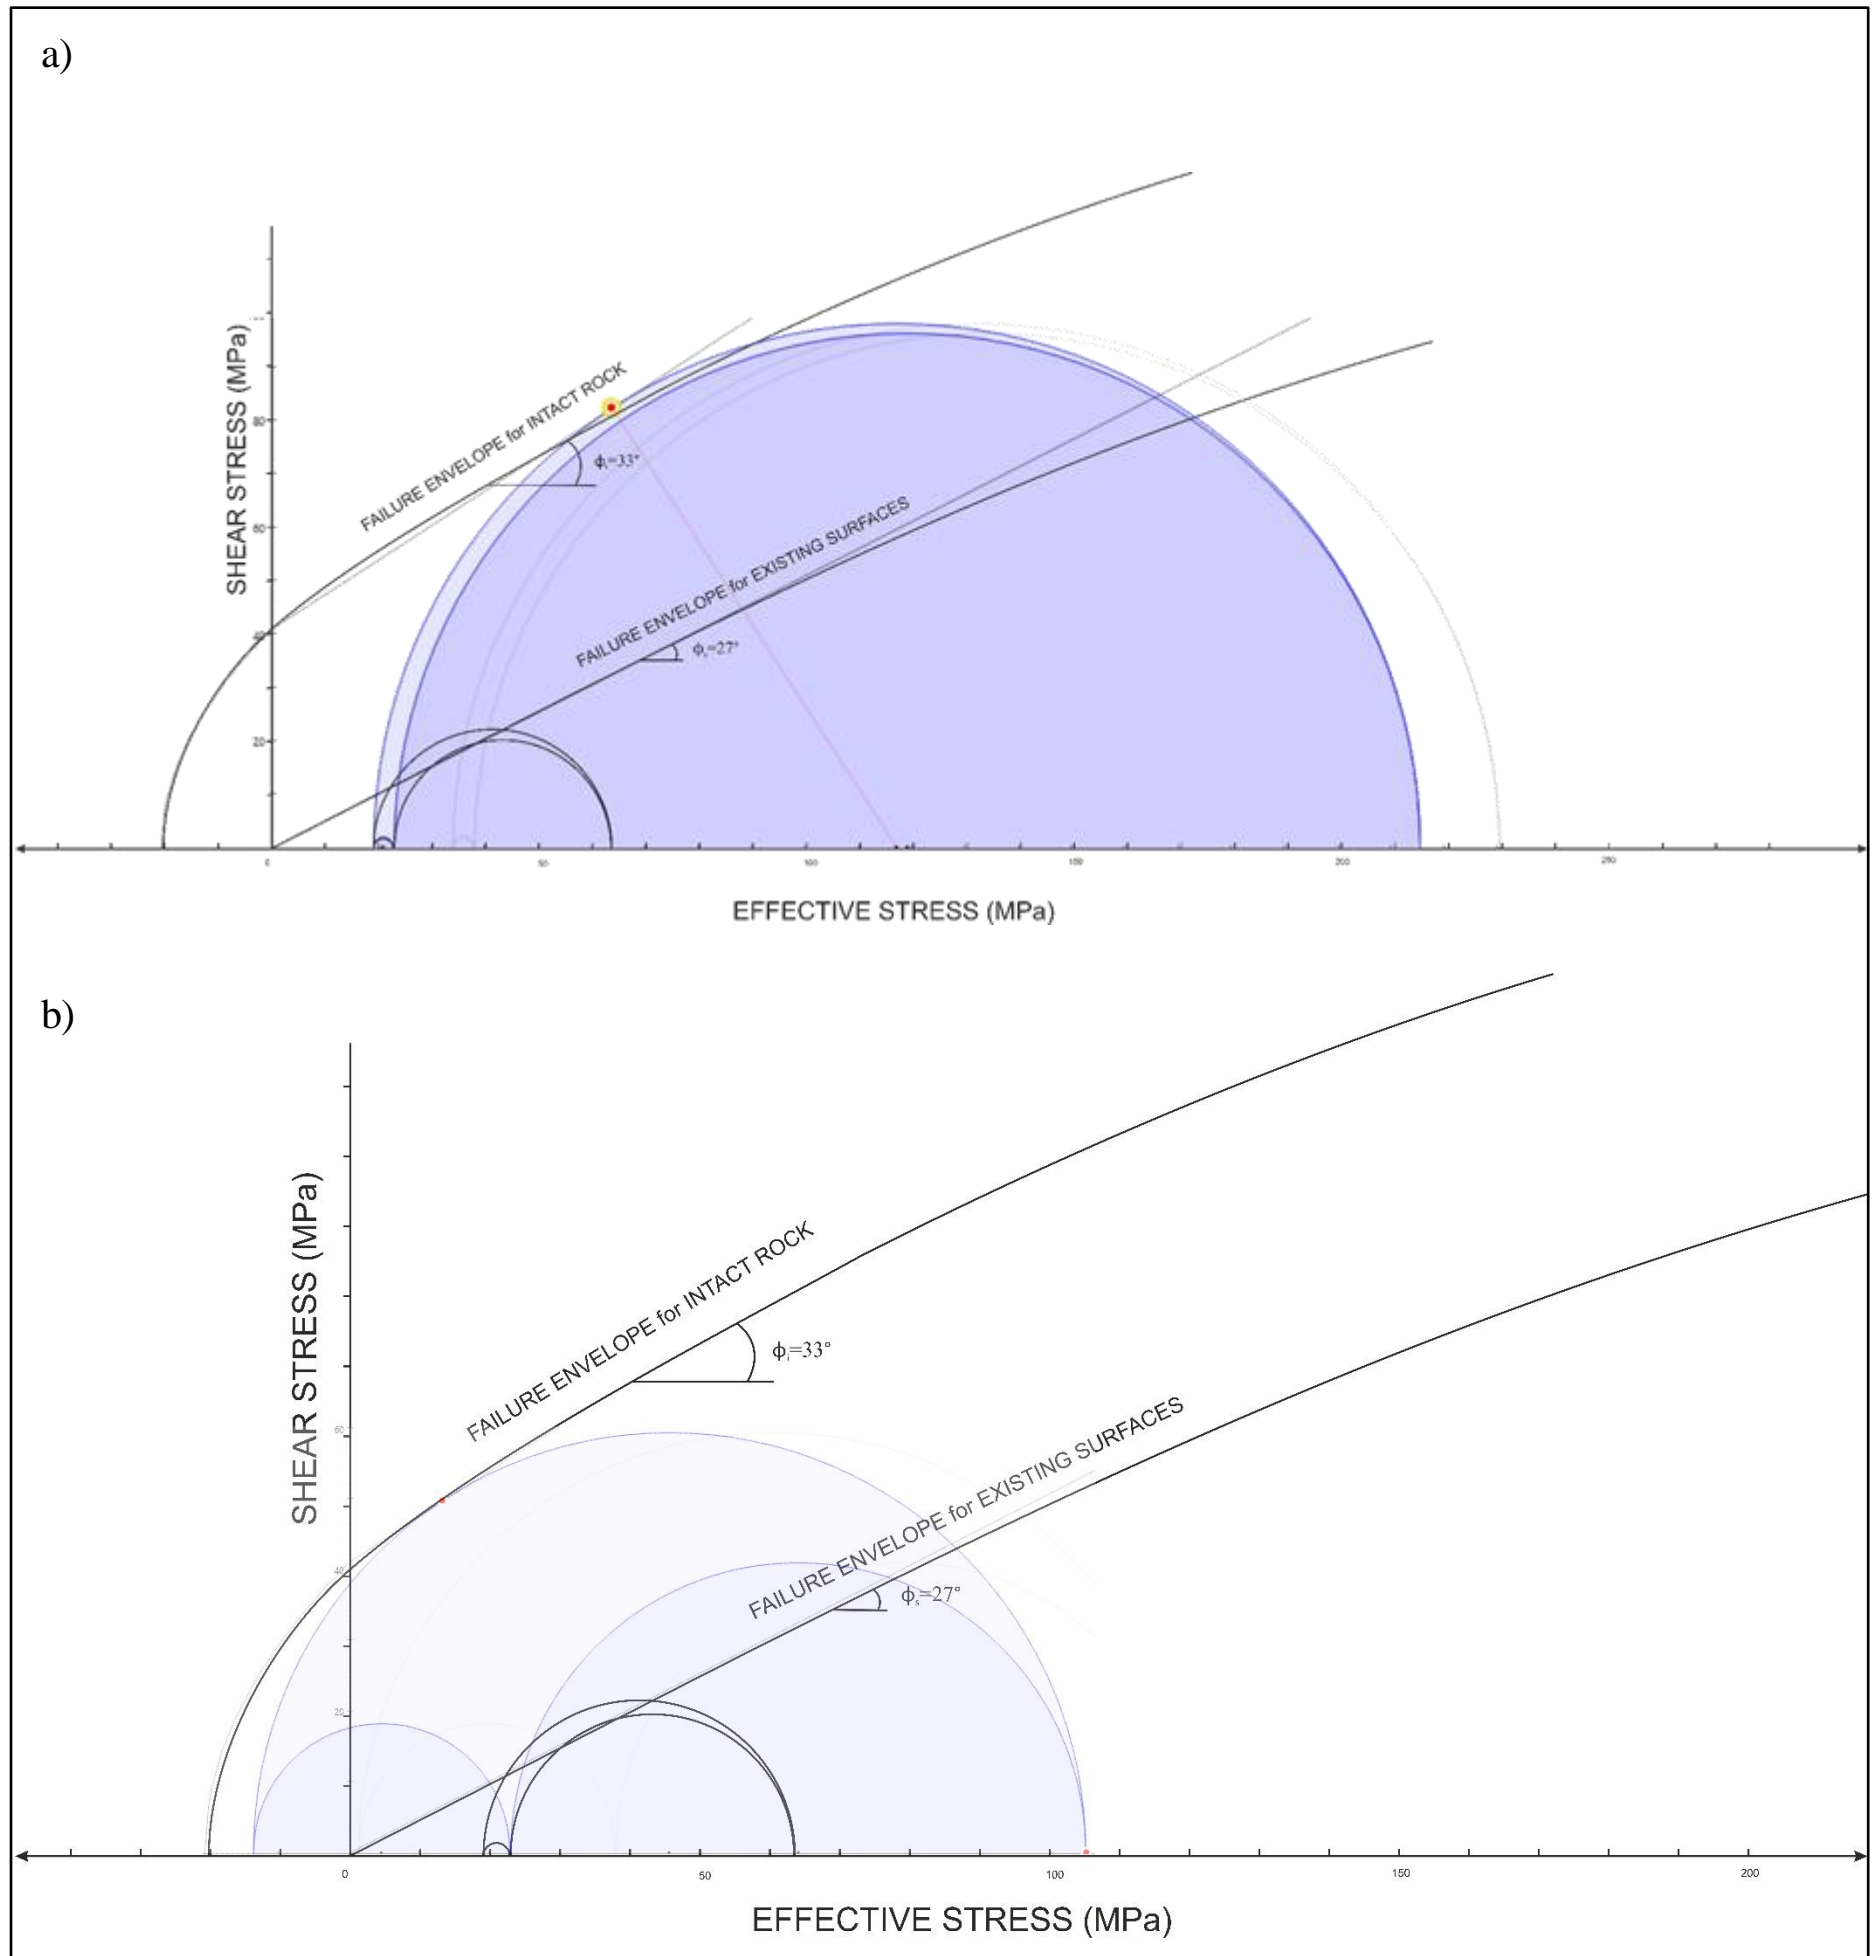 a)
SHEAR STRESS (MPa)
80
60
40
20
FAILURE ENVELOPE for INTACT ROCK
ϕᵢ=33°
FAILURE ENVELOPE for EXISTING SURFACES
ϕₛ=27°
0
50
100
150
200
250
EFFECTIVE STRESS (MPa)
b)
SHEAR STRESS (MPa)
60
40
20
FAILURE ENVELOPE for INTACT ROCK
ϕᵢ=33°
FAILURE ENVELOPE for EXISTING SURFACES
ϕₛ=27°
0
50
100
150
200
EFFECTIVE STRESS (MPa)